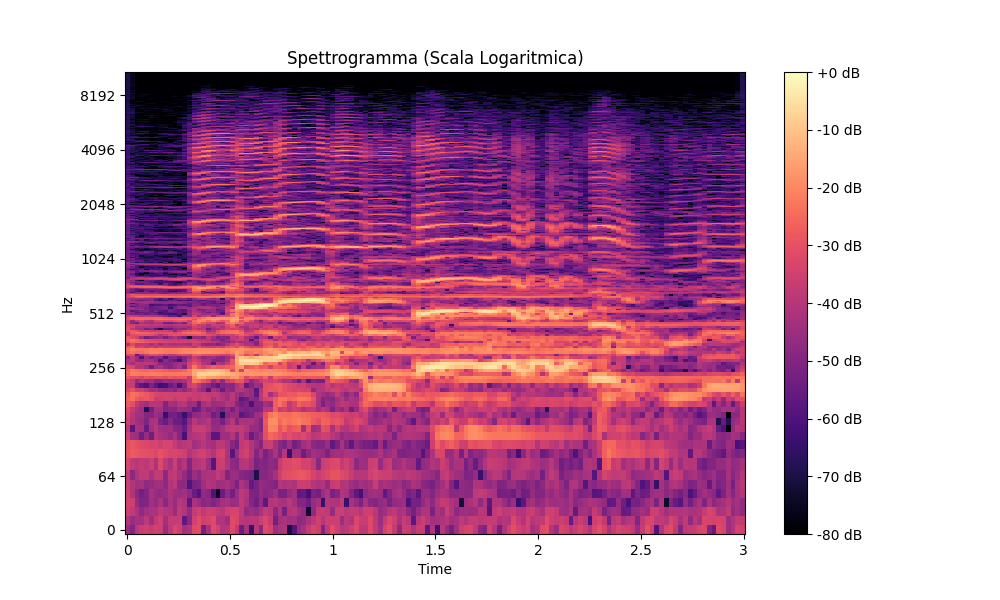 Spettrogramma (Scala Logaritmica)
Hz
8192
4096
2048
1024
512
256
128
64
0
0 0.5 1 1.5 2 2.5 3
Time
+0 dB
-10 dB
-20 dB
-30 dB
-40 dB
-50 dB
-60 dB
-70 dB
-80 dB